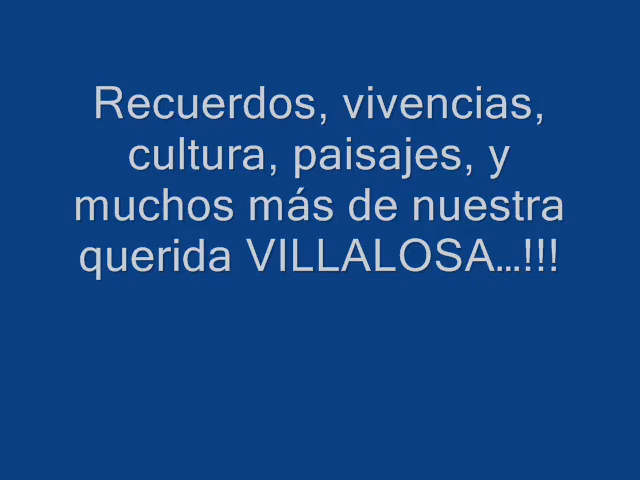 Recuerdos, vivencias,
cultura, paisajes, y
muchos más de nuestra
querida VILLALOSA...!!!